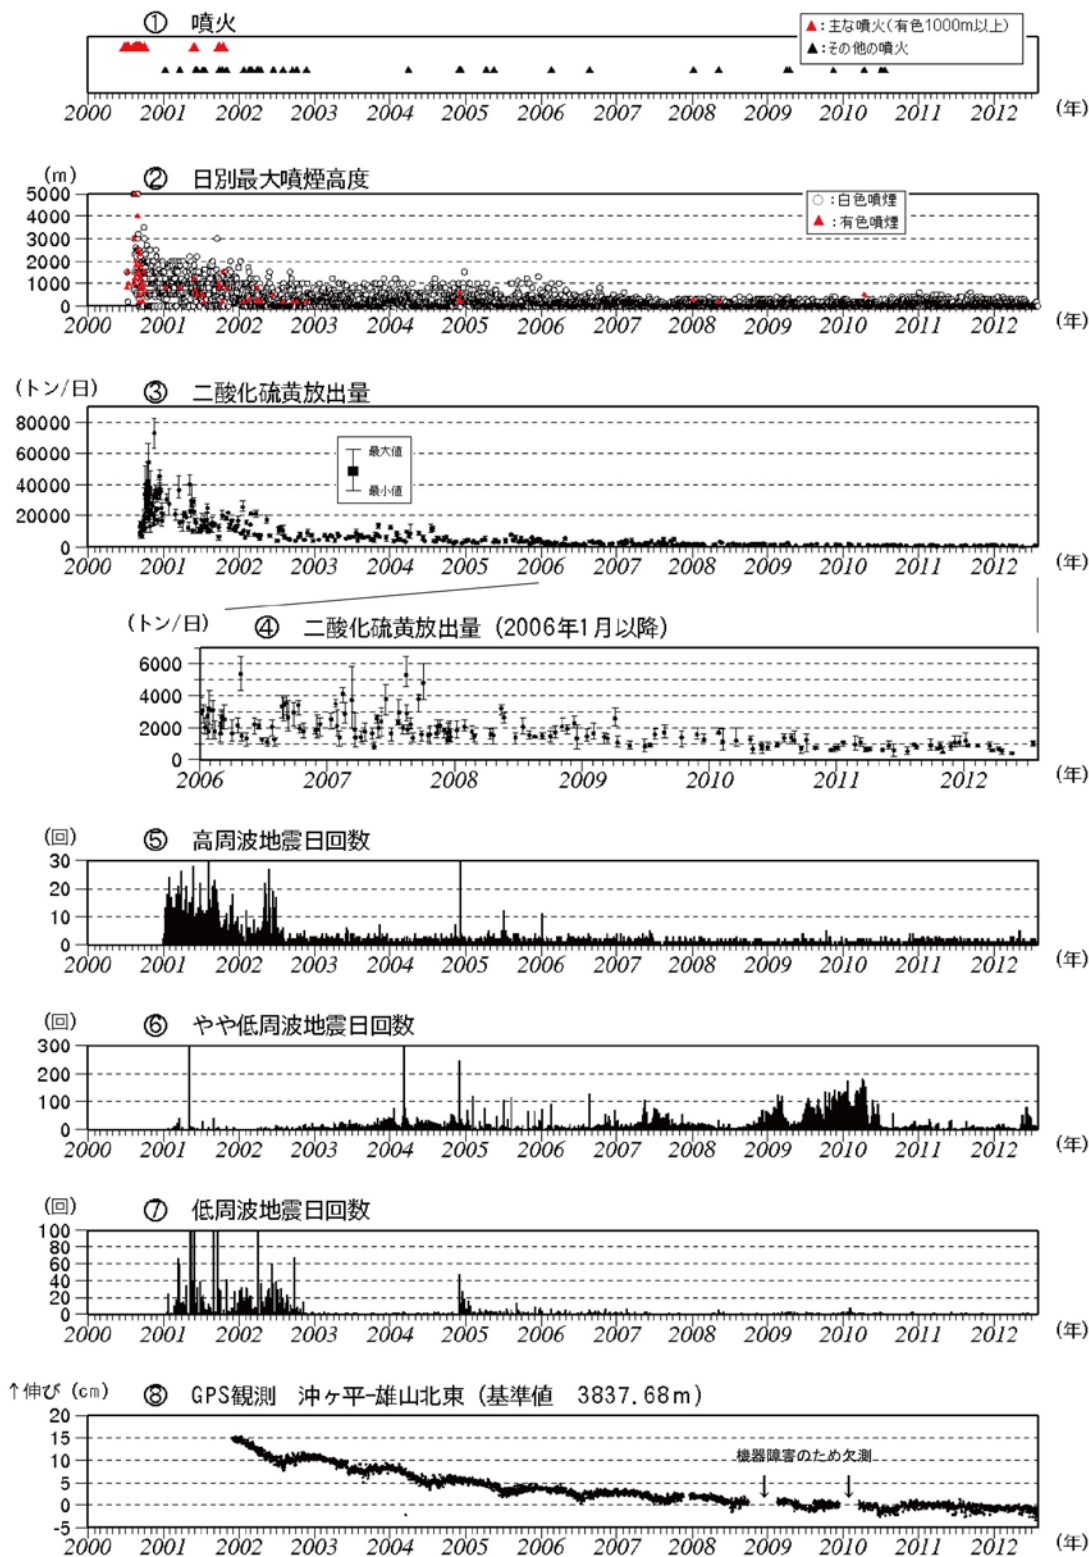 ① 噴火
▲:主な噴火(有色1000m以上)
▲:その他の噴火
2000 2001 2002 2003 2004 2005 2006 2007 2008 2009 2010 2011 2012 (年)
(m) ② 日別最大噴煙高度
○:白色噴煙
▲:有色噴煙
5000
4000
3000
2000
1000
0
2000 2001 2002 2003 2004 2005 2006 2007 2008 2009 2010 2011 2012 (年)
(トン/日) ③ 二酸化硫黄放出量
最大値
最小値
80000
60000
40000
20000
0
2000 2001 2002 2003 2004 2005 2006 2007 2008 2009 2010 2011 2012 (年)
(トン/日) ④ 二酸化硫黄放出量 (2006年1月以降)
6000
4000
2000
0
2006 2007 2008 2009 2010 2011 2012 (年)
(回) ⑤ 高周波地震日回数
30
20
10
0
2000 2001 2002 2003 2004 2005 2006 2007 2008 2009 2010 2011 2012 (年)
(回) ⑥ やや低周波地震日回数
300
200
100
0
2000 2001 2002 2003 2004 2005 2006 2007 2008 2009 2010 2011 2012 (年)
(回) ⑦ 低周波地震日回数
100
80
60
40
20
0
2000 2001 2002 2003 2004 2005 2006 2007 2008 2009 2010 2011 2012 (年)
↑伸び (cm) ⑧ GPS観測 沖ヶ平-雄山北東 (基準値 3837.68m)
20
15
10
5
0
-5
機器障害のため欠測
2000 2001 2002 2003 2004 2005 2006 2007 2008 2009 2010 2011 2012 (年)